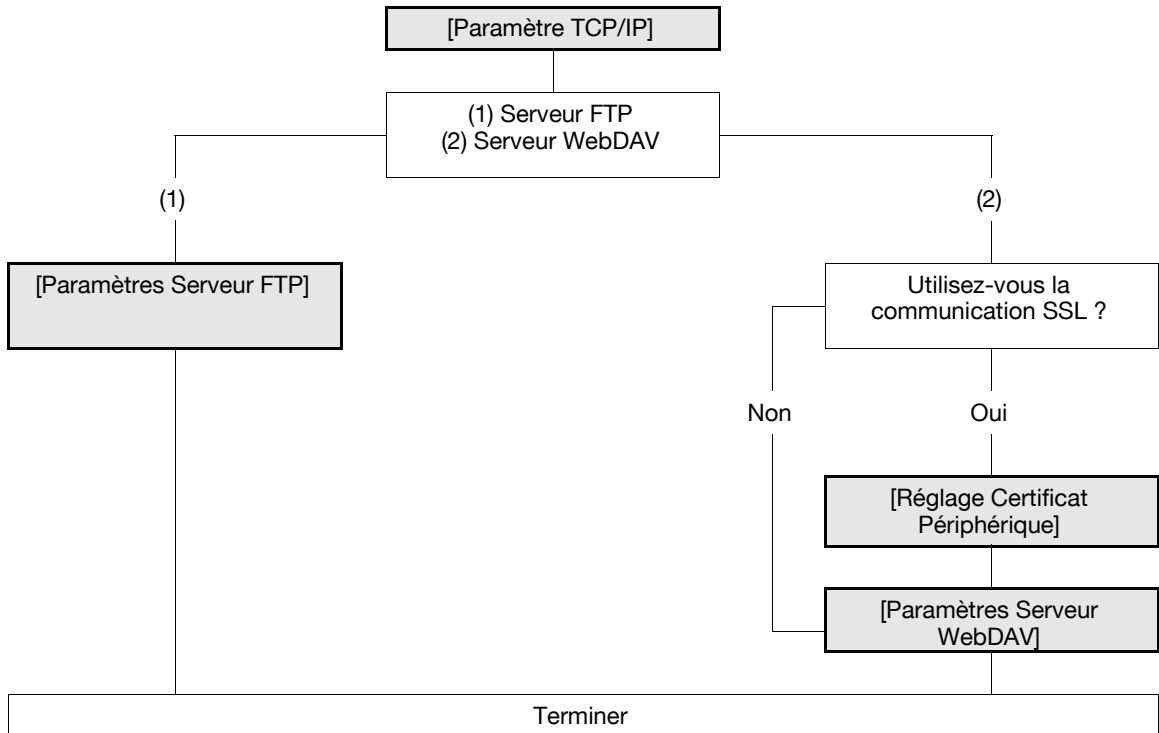 [Paramètre TCP/IP]
(1) Serveur FTP
(2) Serveur WebDAV
(1)
(2)
[Paramètres Serveur FTP]
Utilisez-vous la
communication SSL ?
Non
Oui
[Réglage Certificat
Périphérique]
[Paramètres Serveur
WebDAV]
Terminer